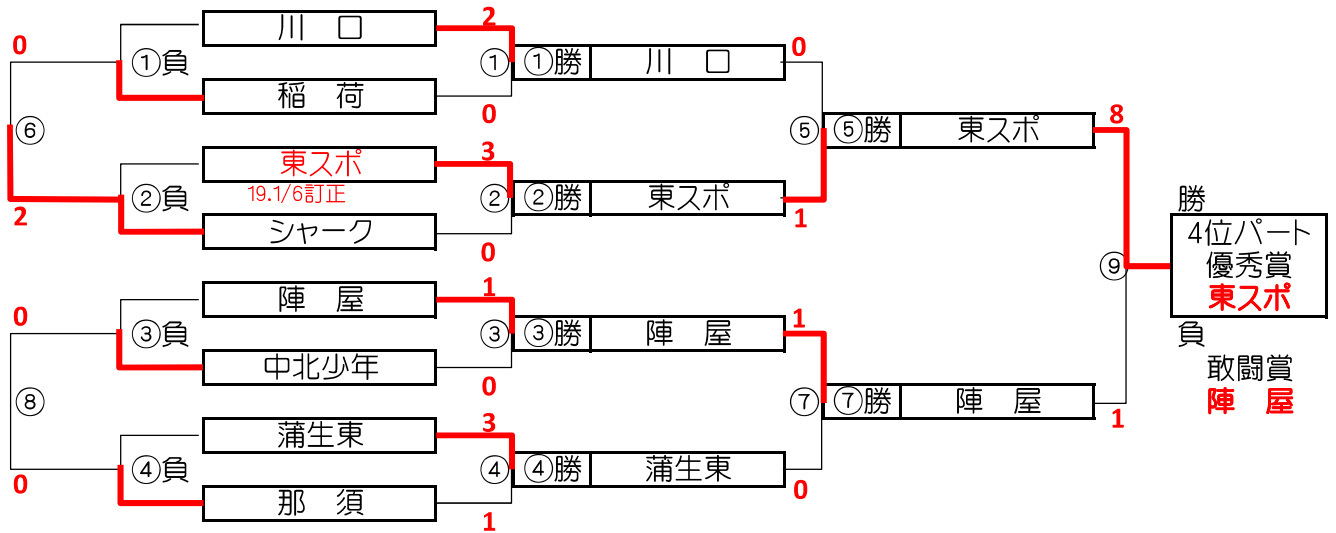 川　口
2
0
①負
①
①勝
川　口
0
稲　荷
0
⑥
⑤
⑤勝
東スポ
8
東スポ
3
19.1/6訂正
②負
②
②勝
東スポ
2
1
シャーク
0
勝
4位パート
優秀賞
東スポ
⑨
負
敢闘賞
陣　屋
陣　屋
1
0
③負
③
③勝
陣　屋
1
中北少年
0
⑧
⑦
⑦勝
陣　屋
1
蒲生東
3
④負
④
④勝
蒲生東
0
0
那　須
1